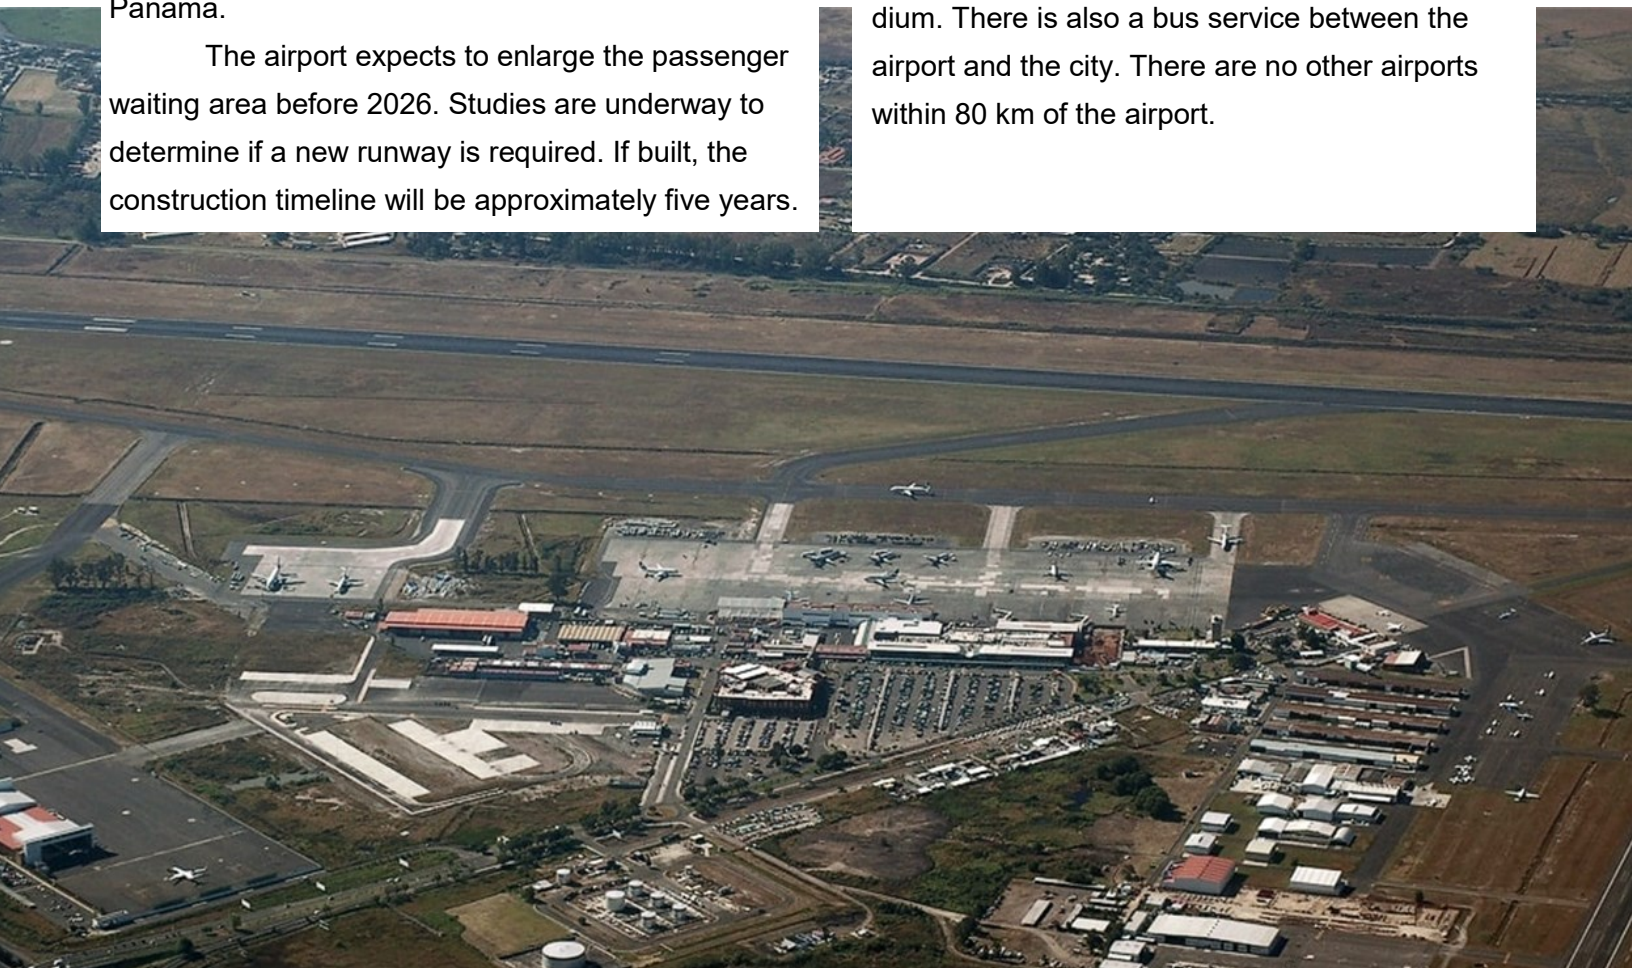 Panama.
The airport expects to enlarge the passenger
waiting area before 2026. Studies are underway to
determine if a new runway is required. If built, the
construction timeline will be approximately five years.
dium. There is also a bus service between the
airport and the city. There are no other airports
within 80 km of the airport.